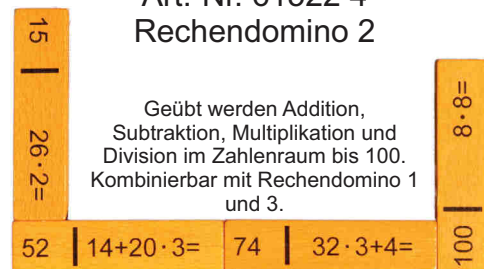 Rechendomino 2
Geübt werden Addition,
Subtraktion, Multiplikation und
Division im Zahlenraum bis 100.
Kombinierbar mit Rechendomino 1
und 3.
15
26·2=
52
14+20·3=
74
32·3+4=
100
8·8=